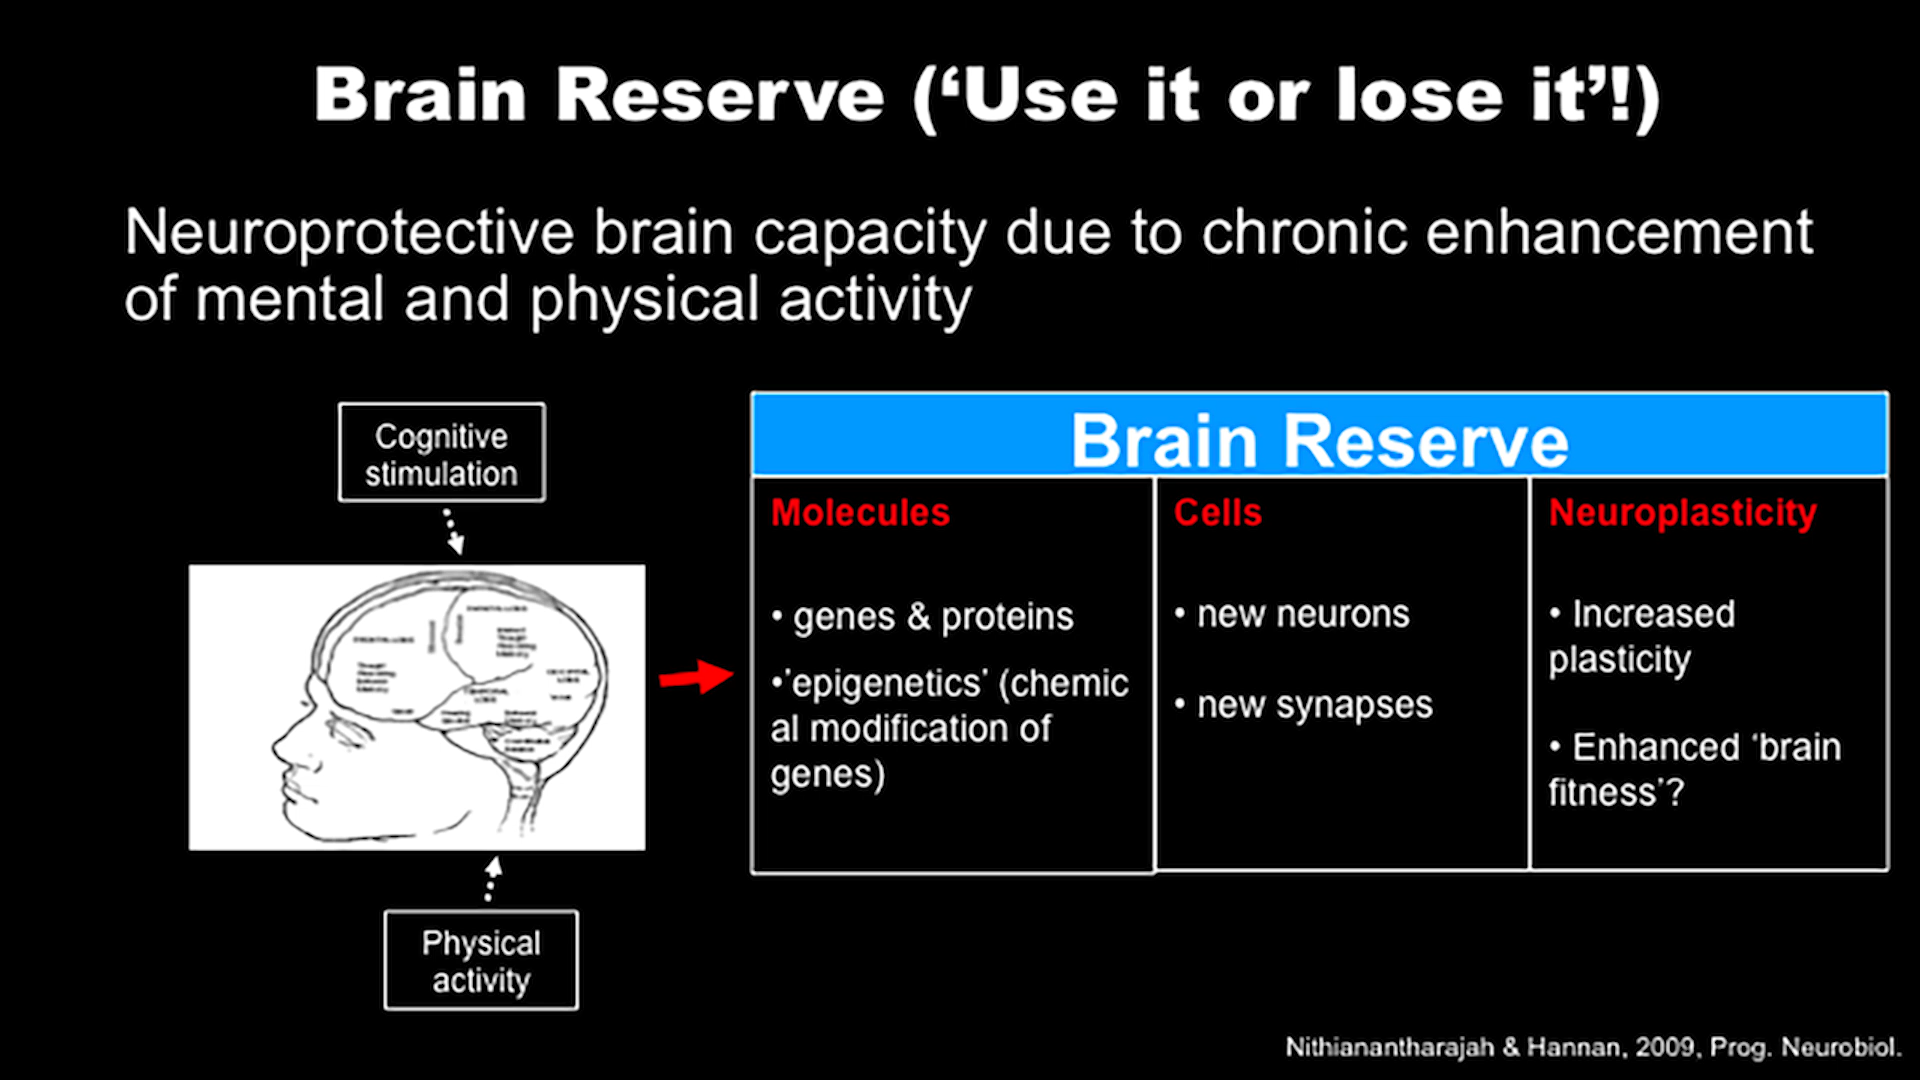 Brain Reserve (‘Use it or lose it’!)
Neuroprotective brain capacity due to chronic enhancement
of mental and physical activity
Cognitive
stimulation
Physical
activity
Brain Reserve
Molecules
• genes & proteins
•’epigenetics’ (chemic
al modification of
genes)
Cells
• new neurons
• new synapses
Neuroplasticity
• Increased
plasticity
• Enhanced ‘brain
fitness’?
Nithianantharajah & Hannan, 2009, Prog. Neurobiol.